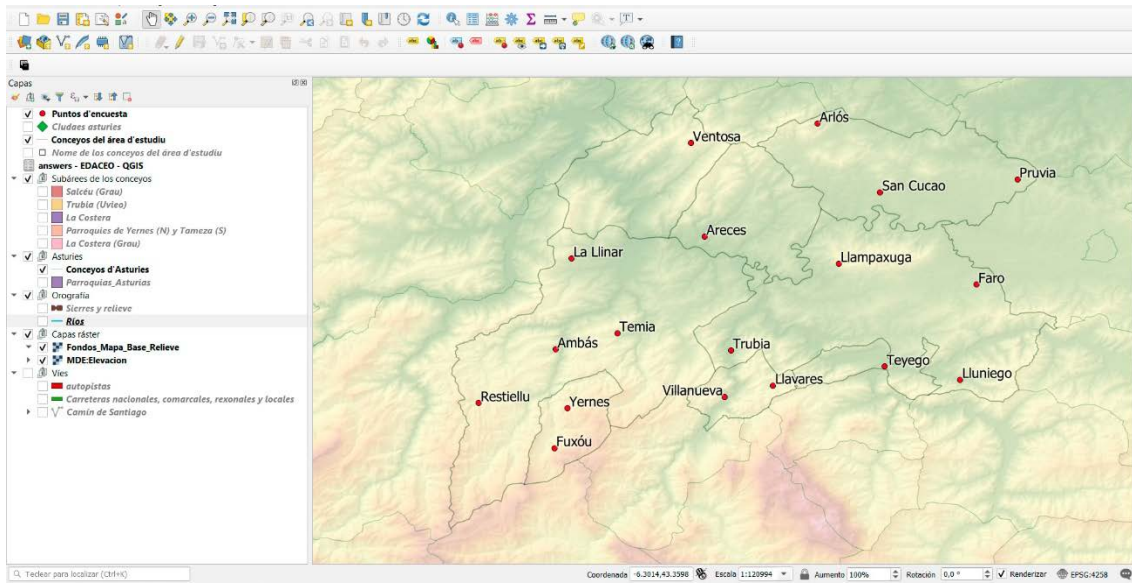 Capas
Puntos d'encuesta
Ciudaes asturies
Conceyos del área d'estudiu
Nome de los conceyos del área d'estudiu
answers - EDACEO - QGIS
Subárees de los conceyos
Salcéu (Grau)
Trubia (Uvieo)
La Costera
Parroquies de Yernes (N) y Tameza (S)
La Costera (Grau)
Asturies
Conceyos d'Asturies
Parroquias_Asturias
Orografía
Sierres y relieve
Ríos
Capas ráster
Fondos_Mapa_Base_Relieve
MDE:Elevacion
Víes
autopistas
Carreteras nacionales, comarcales, rexonales y locales
Camín de Santiago
Arlós
Ventosa
Pruvia
San Cucao
Areces
La Llinar
Llampaxuga
Faro
Temia
Ambás
Trubia
Teyego
Lluniego
Llavares
Villanueva
Restiellu
Yernes
Fuxóu
Teclear para localizar (Ctrl+K)
Coordenada -6.3014,43.3598 Escala 1:120994 Aumento 100% Rotación 0,0 ° Renderizar EPSG:4258